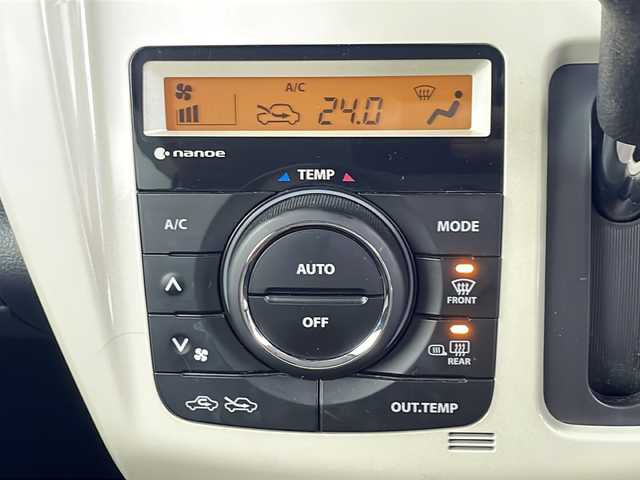 A/C
24.0
nanoe
TEMP
A/C
MODE
AUTO
FRONT
OFF
REAR
OUT.TEMP